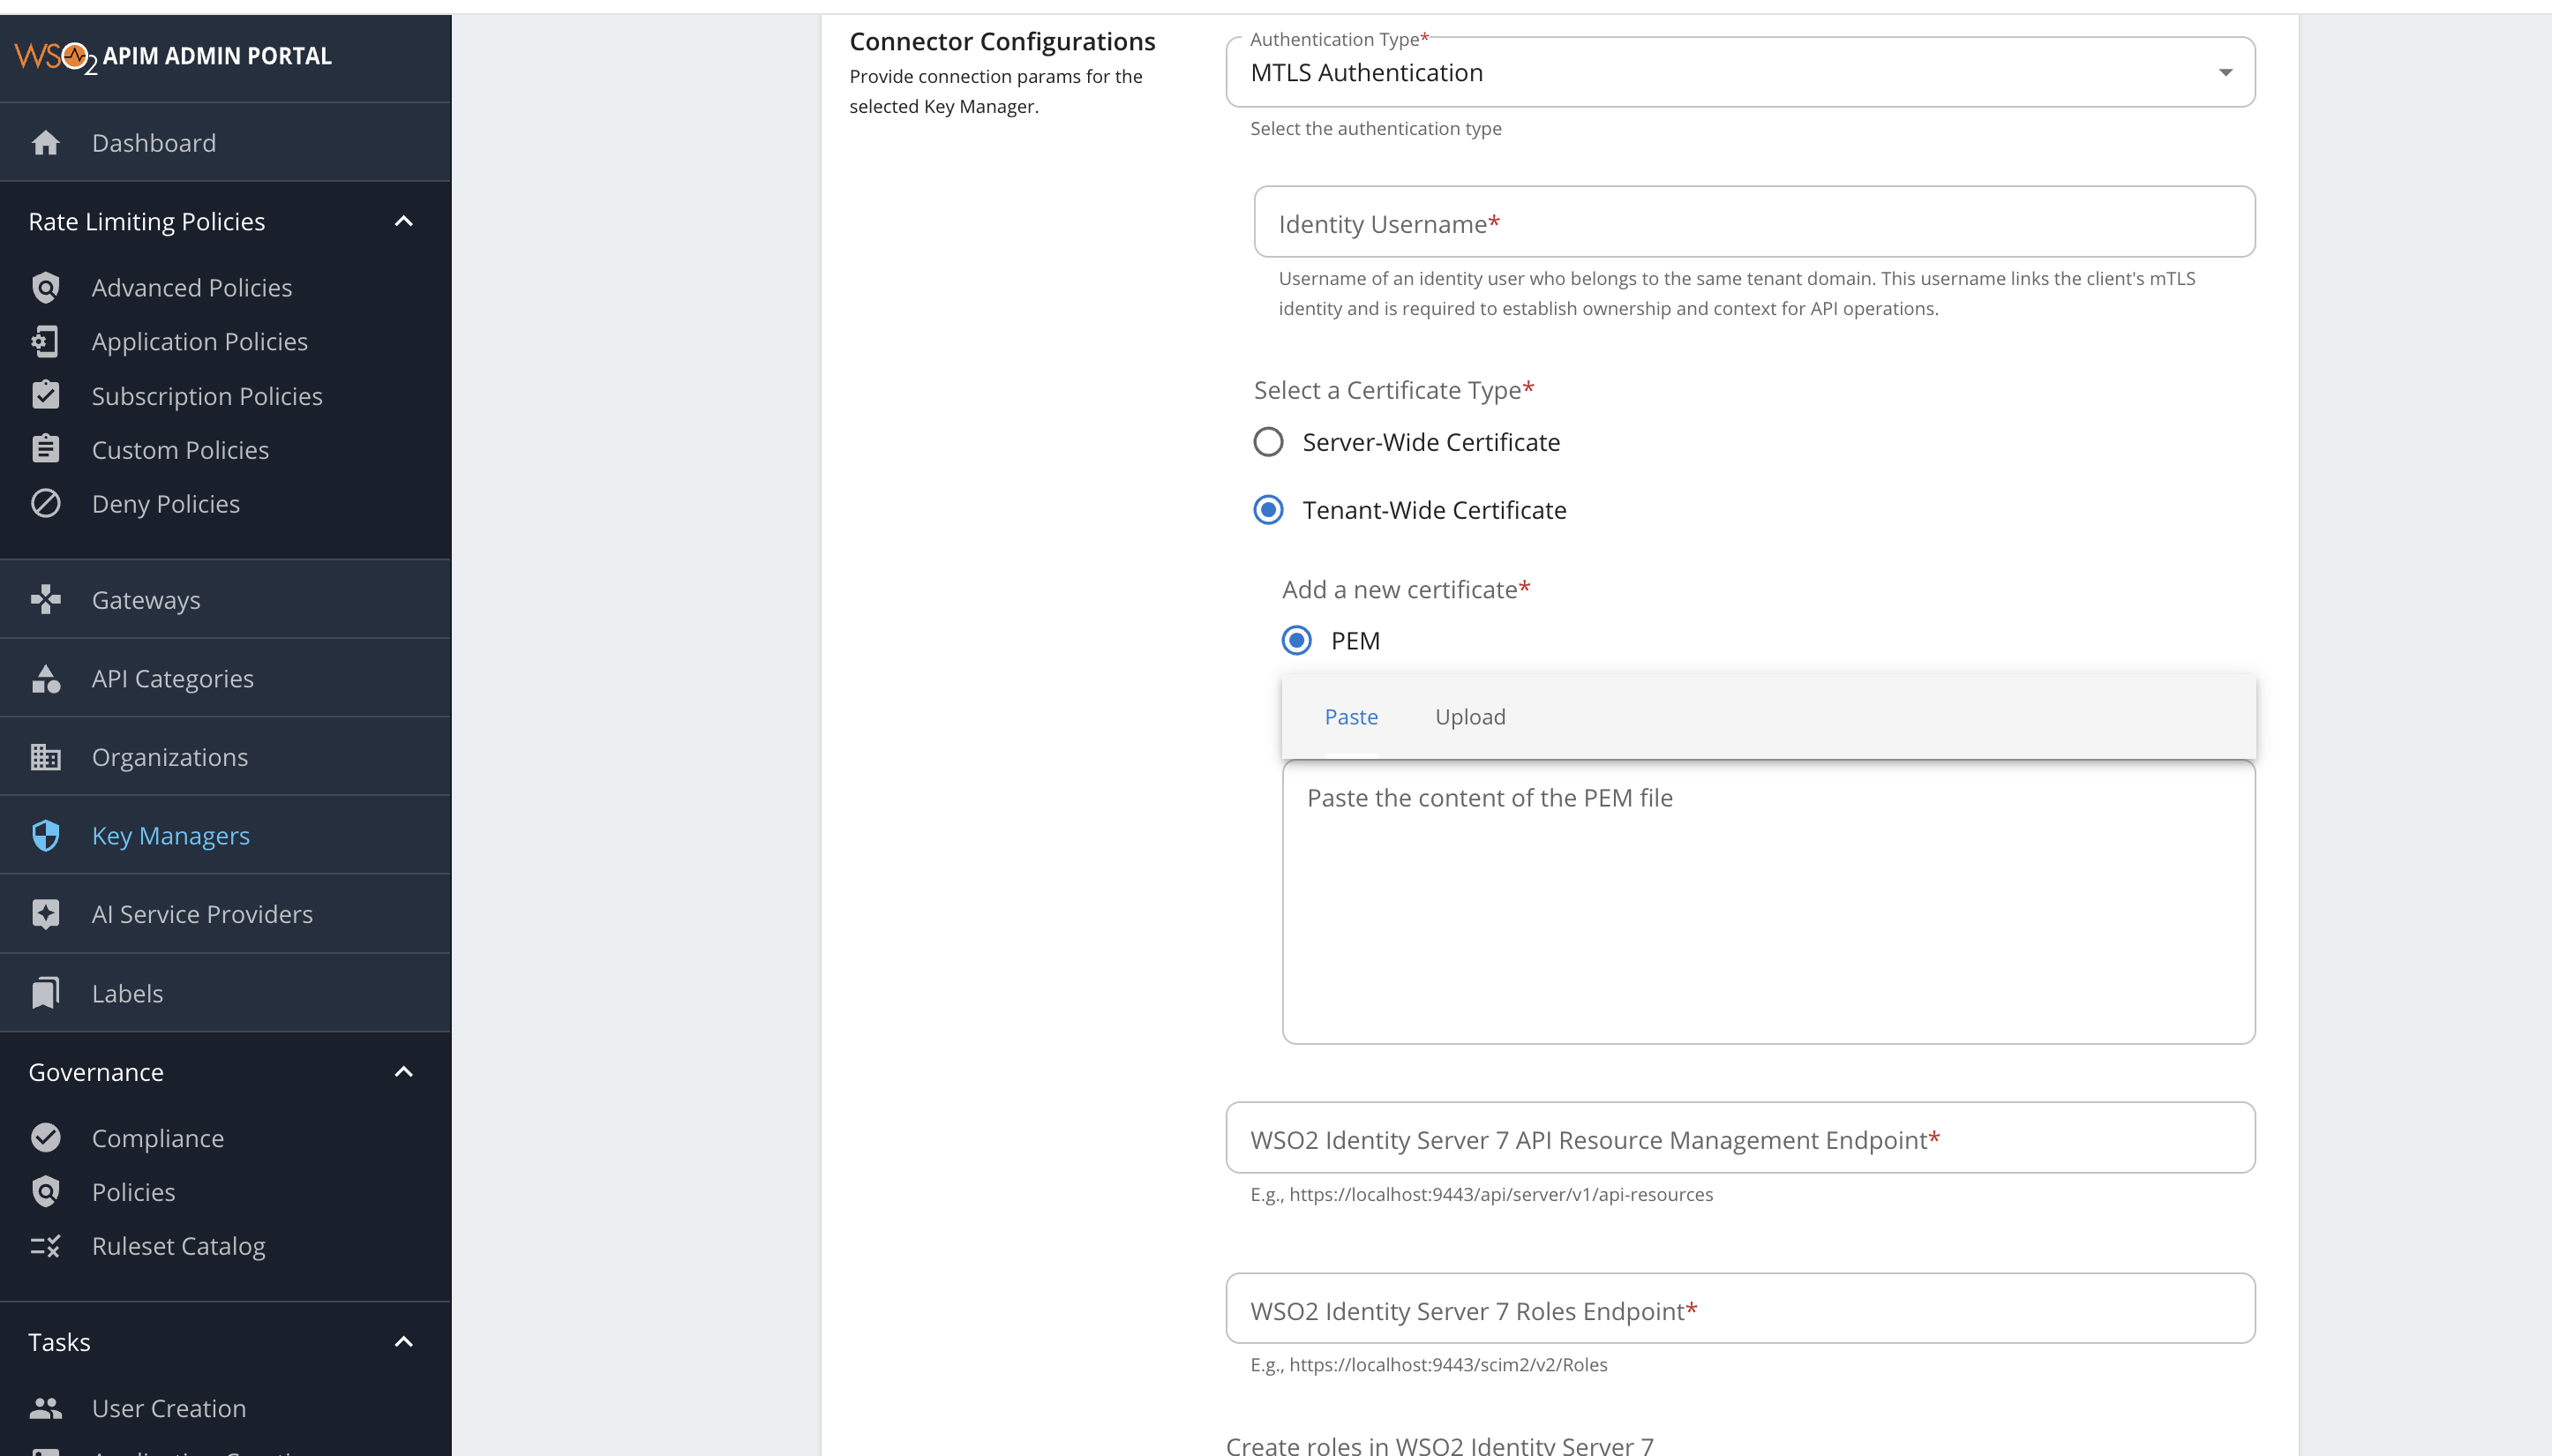 WSO2 APIM ADMIN PORTAL
Dashboard
Rate Limiting Policies
Advanced Policies
Application Policies
Subscription Policies
Custom Policies
Deny Policies
Gateways
API Categories
Organizations
Key Managers
AI Service Providers
Labels
Governance
Compliance
Policies
Ruleset Catalog
Tasks
User Creation
Connector Configurations
Provide connection params for the
selected Key Manager.
Authentication Type*
MTLS Authentication
Select the authentication type
Identity Username*
Username of an identity user who belongs to the same tenant domain. This username links the client's mTLS
identity and is required to establish ownership and context for API operations.
Select a Certificate Type*
Server-Wide Certificate
Tenant-Wide Certificate
Add a new certificate*
PEM
Paste Upload
Paste the content of the PEM file
WSO2 Identity Server 7 API Resource Management Endpoint*
E.g., https://localhost:9443/api/server/v1/api-resources
WSO2 Identity Server 7 Roles Endpoint*
E.g., https://localhost:9443/scim2/v2/Roles
Create roles in WSO2 Identity Server 7